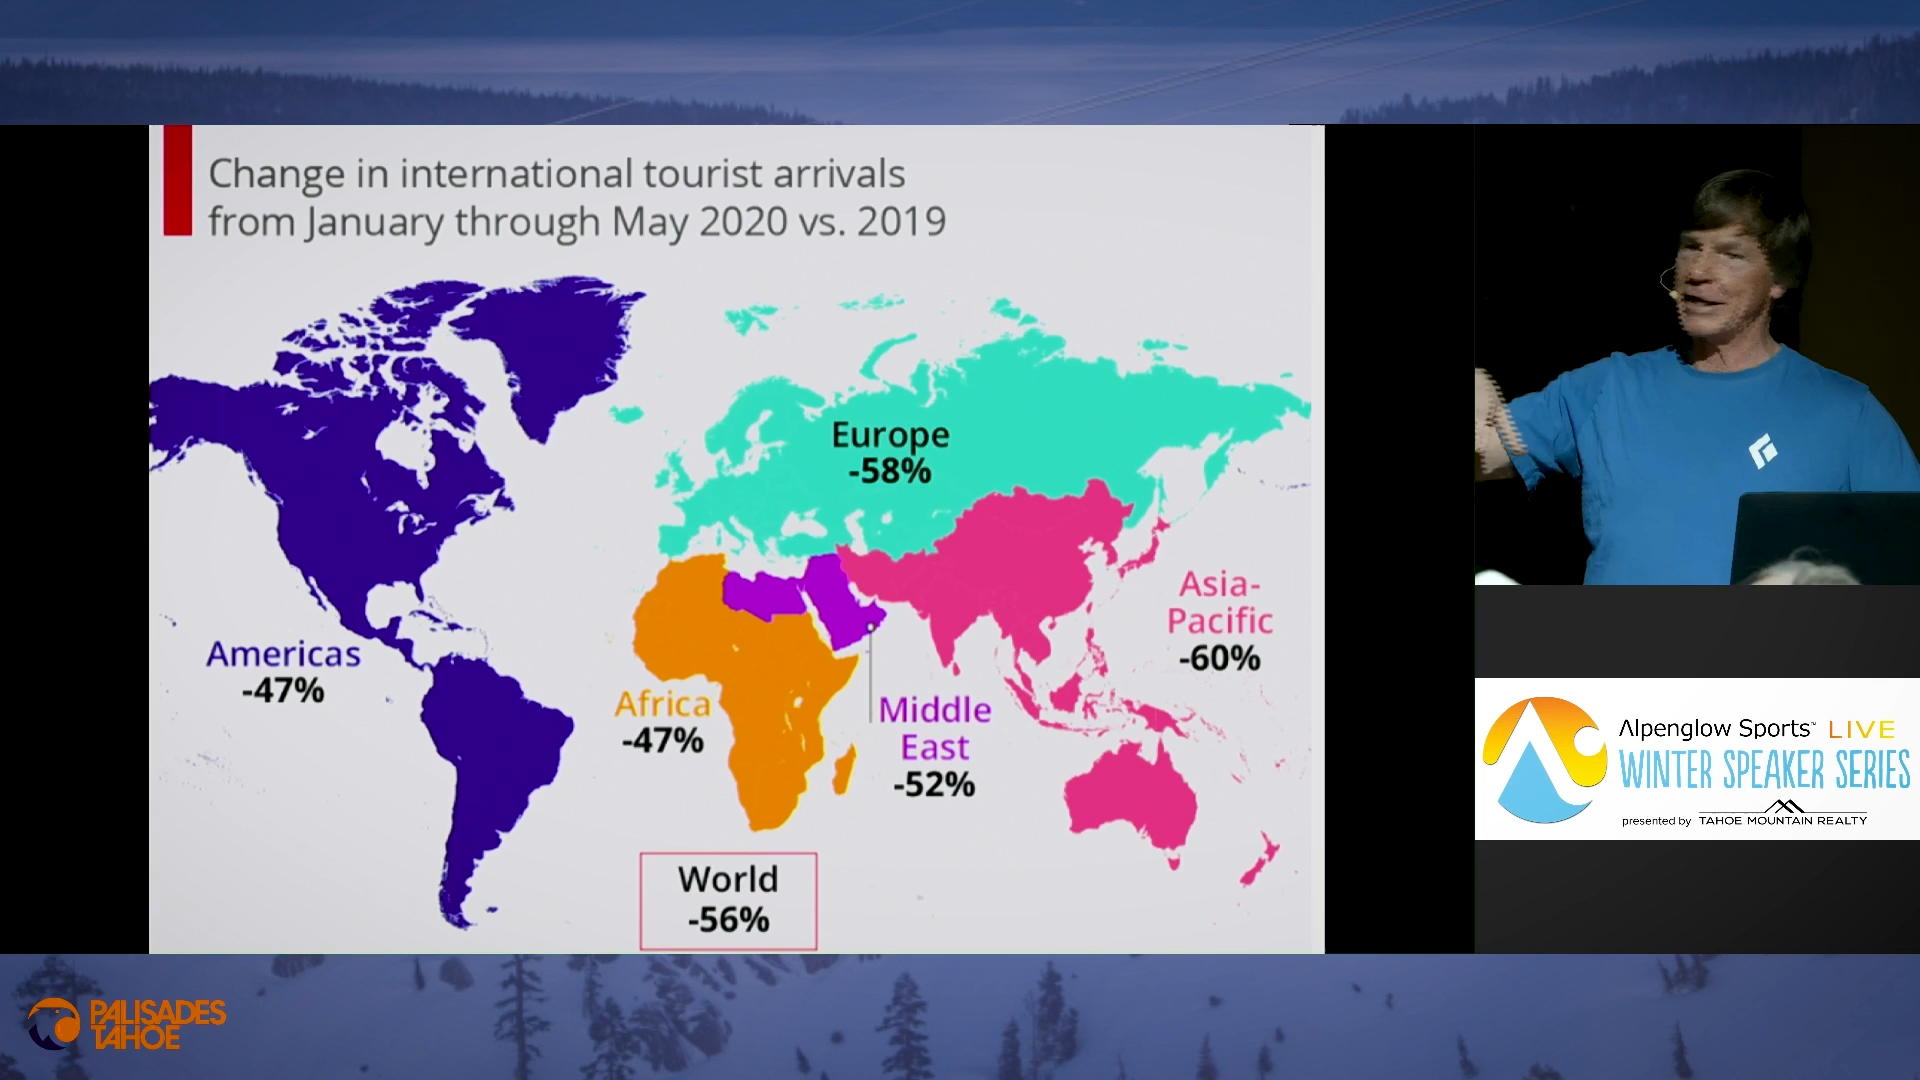 Change in international tourist arrivals
from January through May 2020 vs. 2019
Europe
-58%
Asia-
Pacific
-60%
Americas
-47%
Africa
-47%
Middle
East
-52%
World
-56%
Alpenglow Sports™ LIVE
WINTER SPEAKER SERIES
presented by TAHOE MOUNTAIN REALTY
PALISADES
TAHOE